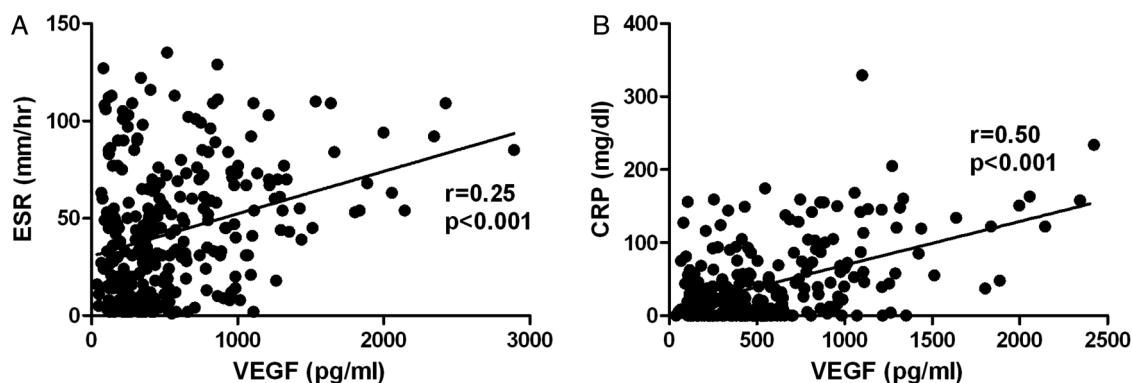 A
150
100
50
0
ESR (mm/hr)
r=0.25
p<0.001
0 1000 2000 3000
VEGF (pg/ml)
B
400
300
200
100
0
CRP (mg/dl)
r=0.50
p<0.001
0 500 1000 1500 2000 2500
VEGF (pg/ml)